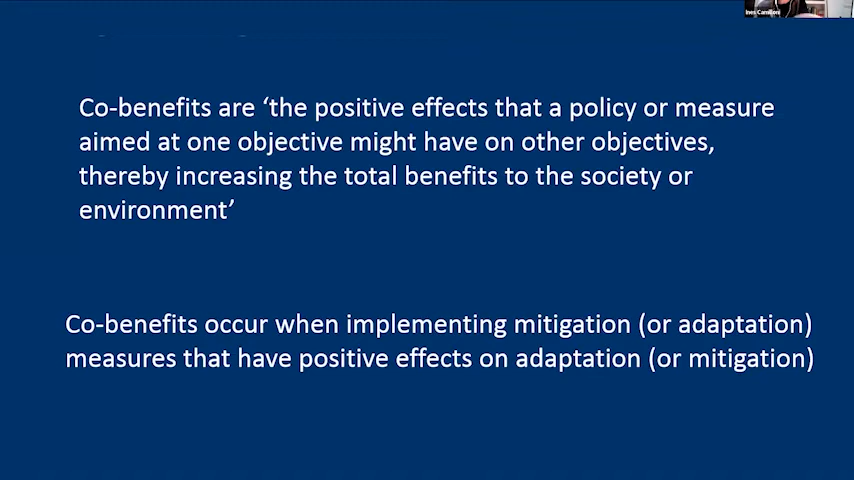 Ines Camilloni
Co-benefits are ‘the positive effects that a policy or measure
aimed at one objective might have on other objectives,
thereby increasing the total benefits to the society or
environment’
Co-benefits occur when implementing mitigation (or adaptation)
measures that have positive effects on adaptation (or mitigation)